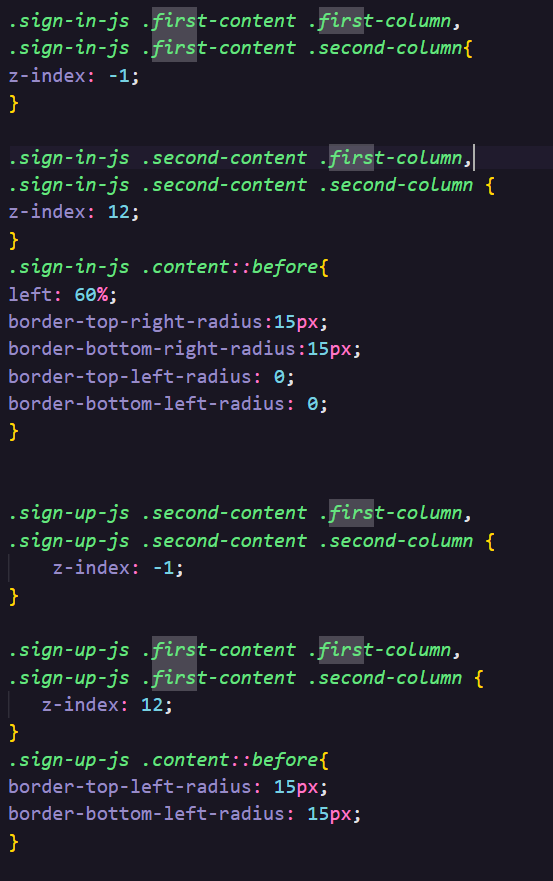 .sign-in-js .first-content .first-column,
.sign-in-js .first-content .second-column{
z-index: -1;
}
.sign-in-js .second-content .first-column,
.sign-in-js .second-content .second-column {
z-index: 12;
}
.sign-in-js .content::before{
left: 60%;
border-top-right-radius:15px;
border-bottom-right-radius:15px;
border-top-left-radius: 0;
border-bottom-left-radius: 0;
}
.sign-up-js .second-content .first-column,
.sign-up-js .second-content .second-column {
z-index: -1;
}
.sign-up-js .first-content .first-column,
.sign-up-js .first-content .second-column {
z-index: 12;
}
.sign-up-js .content::before{
border-top-left-radius: 15px;
border-bottom-left-radius: 15px;
}